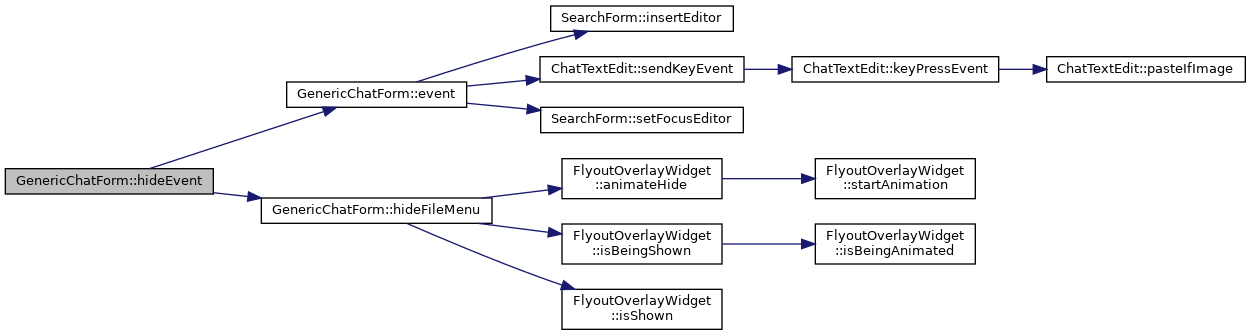 SearchForm::insertEditor
ChatTextEdit::sendKeyEvent
ChatTextEdit::keyPressEvent
ChatTextEdit::pasteIfImage
GenericChatForm::event
SearchForm::setFocusEditor
GenericChatForm::hideEvent
FlyoutOverlayWidget
::animateHide
FlyoutOverlayWidget
::startAnimation
GenericChatForm::hideFileMenu
FlyoutOverlayWidget
::isBeingShown
FlyoutOverlayWidget
::isBeingAnimated
FlyoutOverlayWidget
::isShown